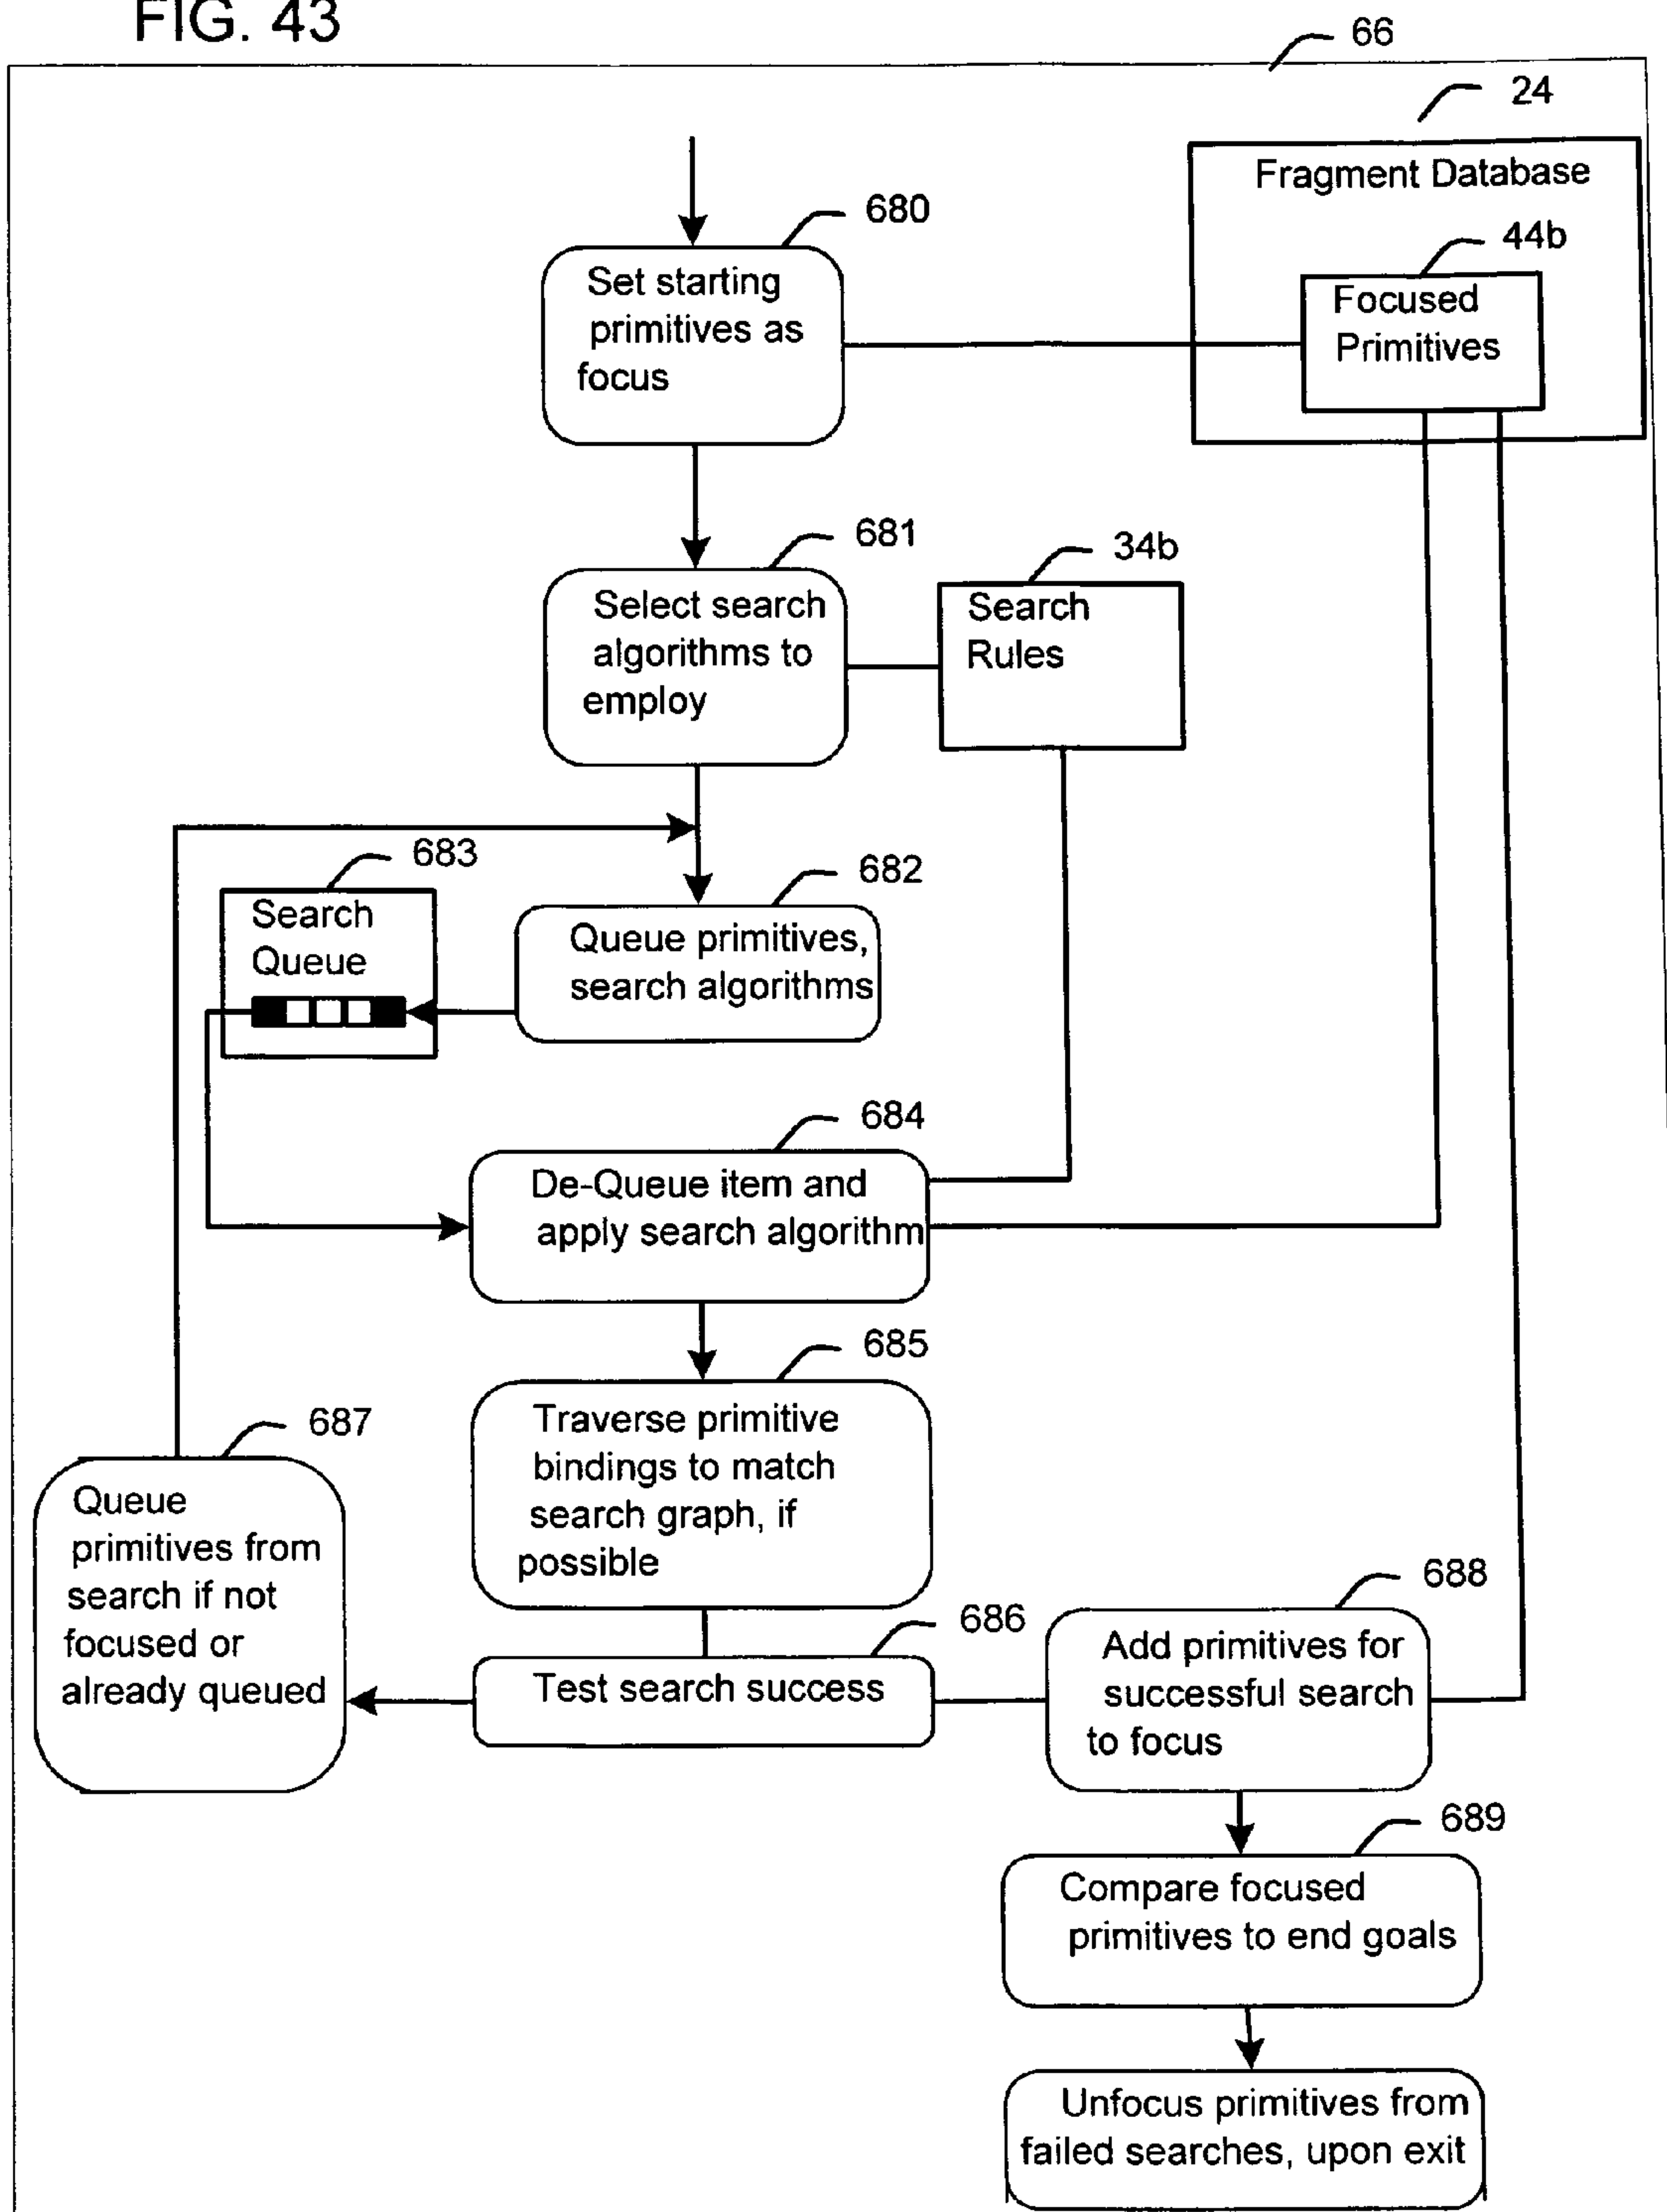 FIG. 43
66
24
Fragment Database
680
44b
Set starting
primitives as
focus
Focused
Primitives
681
34b
Select search
algorithms to
employ
Search
Rules
683
682
Search
Queue
Queue primitives,
search algorithms
684
De-Queue item and
apply search algorithm
685
Traverse primitive
bindings to match
search graph, if
possible
687
Queue
primitives from
search if not
focused or
already queued
686
Test search success
688
Add primitives for
successful search
to focus
689
Compare focused
primitives to end goals
Unfocus primitives from
failed searches, upon exit